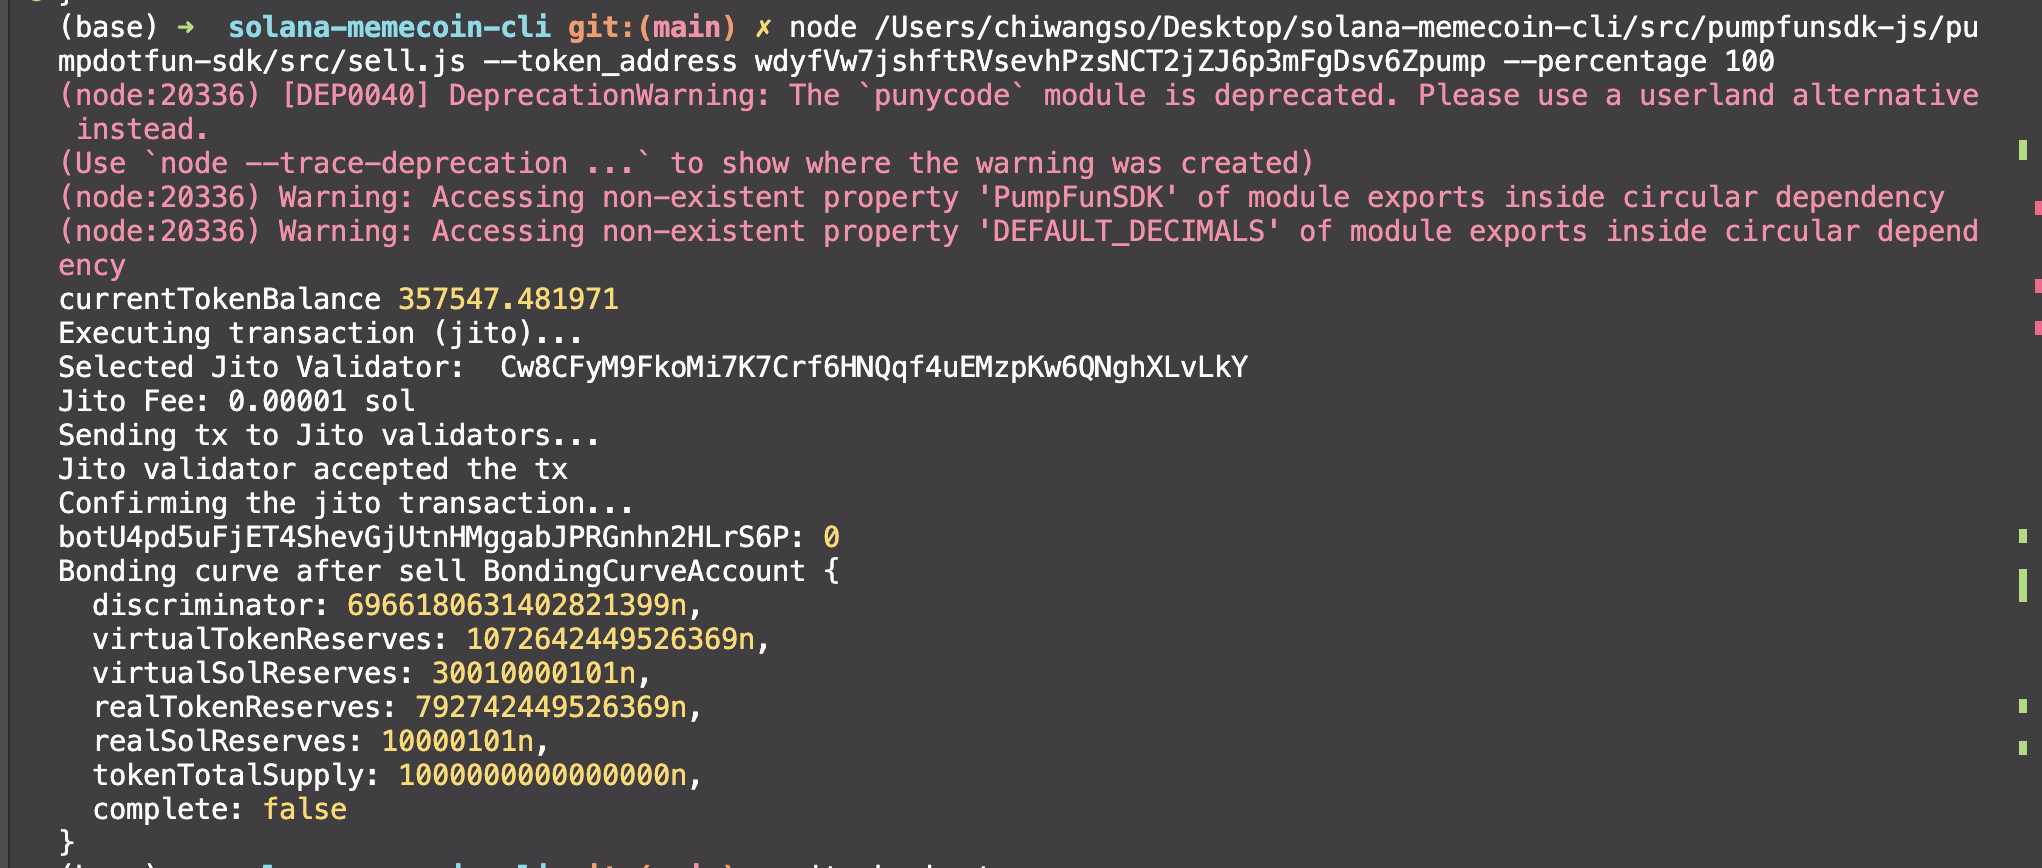 (base) ➜  solana-memecoin-cli git:(main) ✗ node /Users/chiwangso/Desktop/solana-memecoin-cli/src/pumpfunsdk-js/pu
mpdotfun-sdk/src/sell.js --token_address wdyfVw7jshftRVsevhPzsNCT2jZJ6p3mFgDsv6Zpump --percentage 100
(node:20336) [DEP0040] DeprecationWarning: The `punycode` module is deprecated. Please use a userland alternative
 instead.
(Use `node --trace-deprecation ...` to show where the warning was created)
(node:20336) Warning: Accessing non-existent property 'PumpFunSDK' of module exports inside circular dependency
(node:20336) Warning: Accessing non-existent property 'DEFAULT_DECIMALS' of module exports inside circular depend
ency
currentTokenBalance 357547.481971
Executing transaction (jito)...
Selected Jito Validator:  Cw8CFyM9FkoMi7K7Crf6HNQqf4uEMzpKw6QNghXLvLkY
Jito Fee: 0.00001 sol
Sending tx to Jito validators...
Jito validator accepted the tx
Confirming the jito transaction...
botU4pd5uFjET4ShevGjUtnHMggabJPRGnhn2HLrS6P: 0
Bonding curve after sell BondingCurveAccount {
  discriminator: 6966180631402821399n,
  virtualTokenReserves: 1072642449526369n,
  virtualSolReserves: 30010000101n,
  realTokenReserves: 792742449526369n,
  realSolReserves: 10000101n,
  tokenTotalSupply: 1000000000000000n,
  complete: false
}